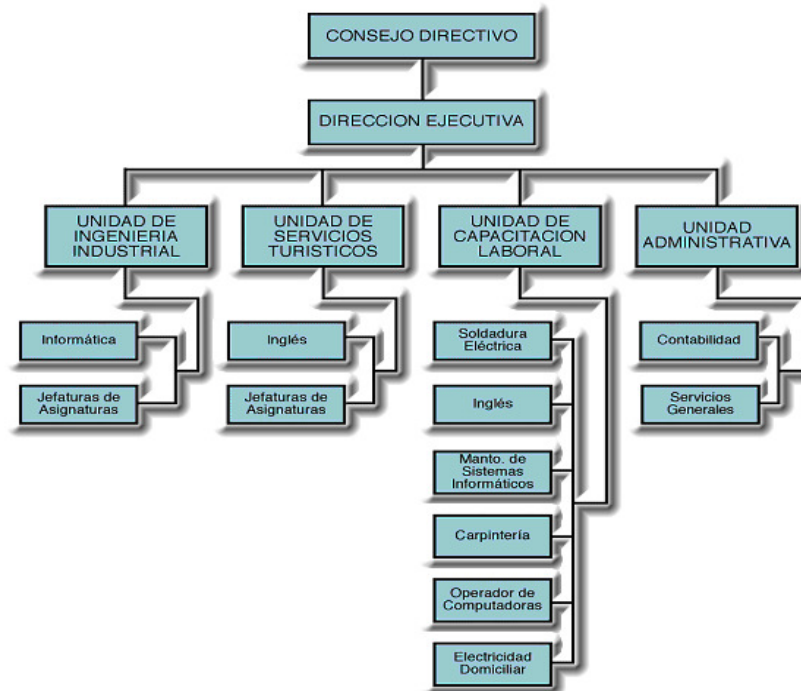 CONSEJO DIRECTIVO
DIRECCION EJECUTIVA
UNIDAD DE
INGENIERIA
INDUSTRIAL
UNIDAD DE
SERVICIOS
TURISTICOS
UNIDAD DE
CAPACITACION
LABORAL
UNIDAD
ADMINISTRATIVA
Informática
Jefaturas de
Asignaturas
Inglés
Jefaturas de
Asignaturas
Soldadura
Eléctrica
Inglés
Manto. de
Sistemas
Informáticos
Carpintería
Operador de
Computadoras
Electricidad
Domiciliar
Contabilidad
Servicios
Generales